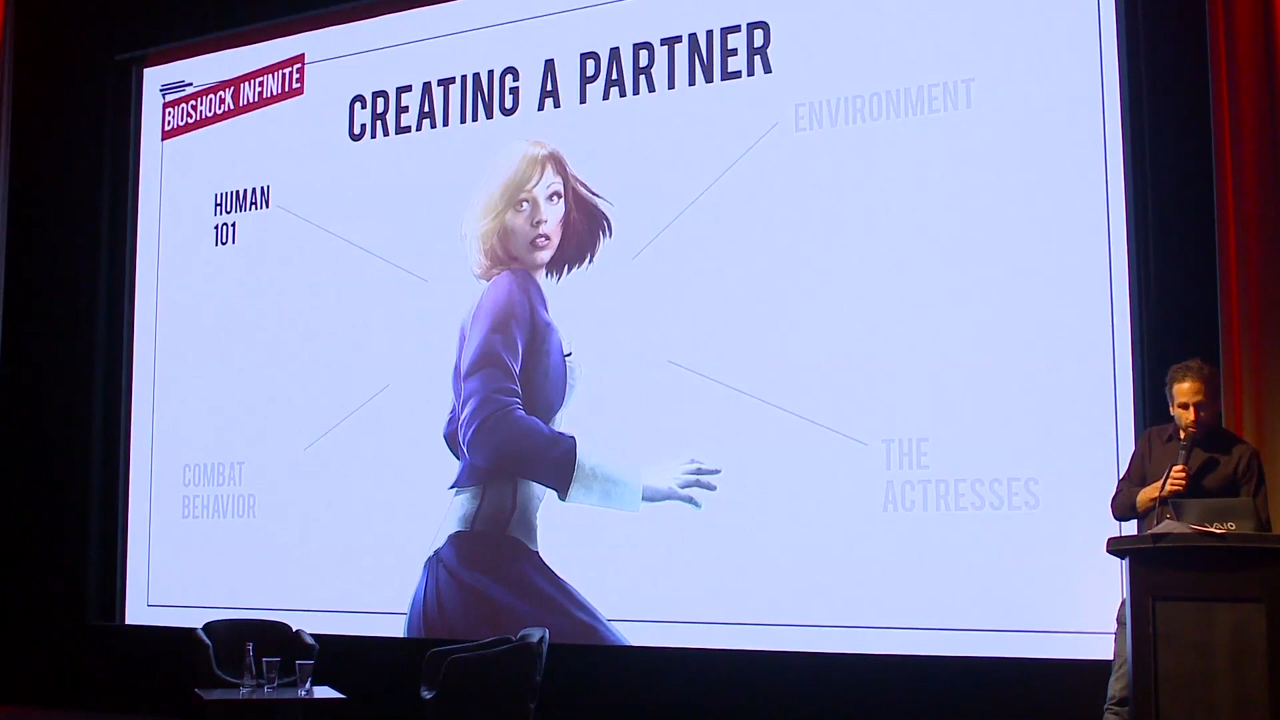 BIOSHOCK INFINITE
CREATING A PARTNER
ENVIRONMENT
HUMAN
101
COMBAT
BEHAVIOR
THE
ACTRESSES
VAIO